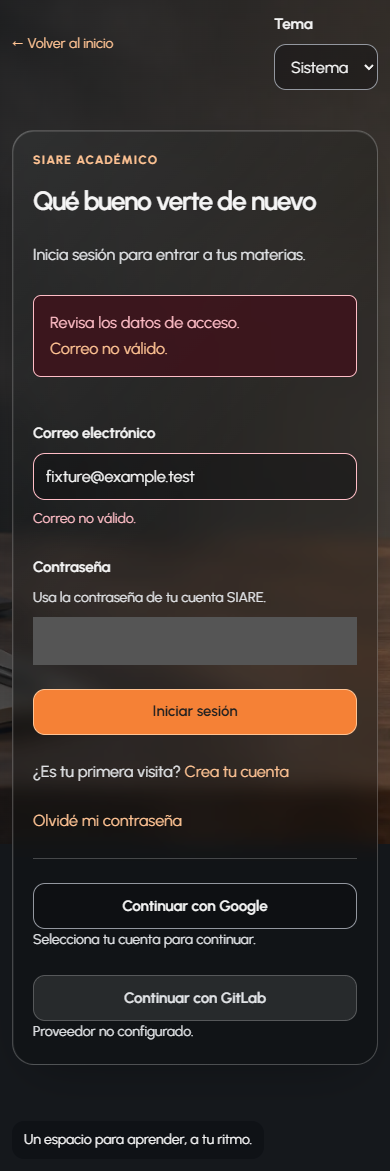 ← Volver al inicio
Tema
Sistema
SIARE ACADÉMICO
Qué bueno verte de nuevo
Inicia sesión para entrar a tus materias.
Revisa los datos de acceso.
Correo no válido.
Correo electrónico
fixture@example.test
Correo no válido.
Contraseña
Usa la contraseña de tu cuenta SIARE.
Iniciar sesión
¿Es tu primera visita? Crea tu cuenta
Olvidé mi contraseña
Continuar con Google
Selecciona tu cuenta para continuar.
Continuar con GitLab
Proveedor no configurado.
Un espacio para aprender, a tu ritmo.